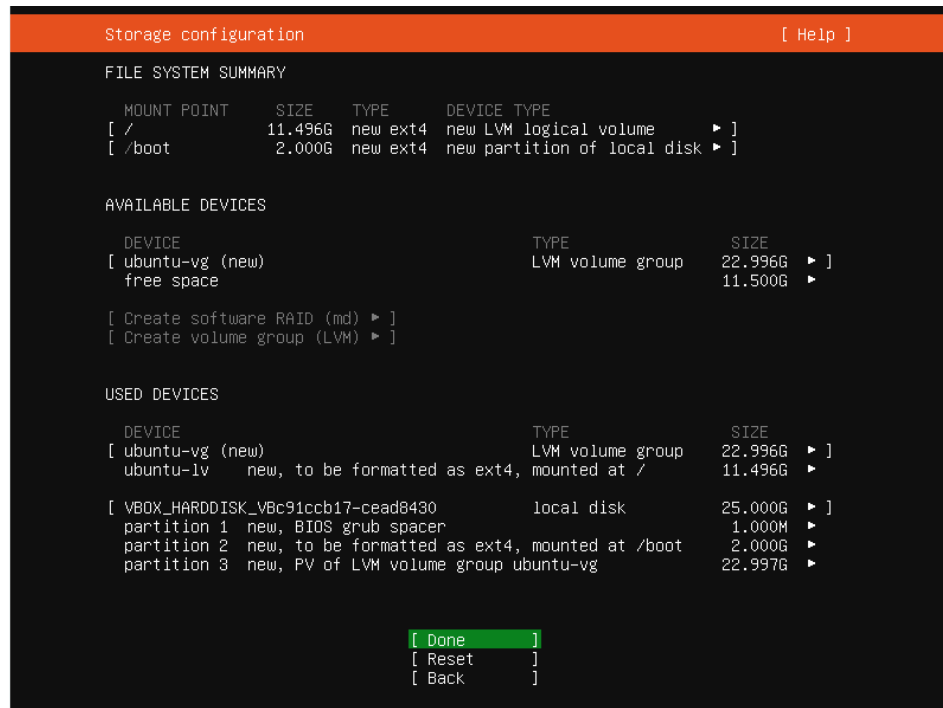 Storage configuration [ Help ]
FILE SYSTEM SUMMARY
MOUNT POINT SIZE TYPE DEVICE TYPE
[ / 11.496G new ext4 new LVM logical volume ▸ ]
[ /boot 2.000G new ext4 new partition of local disk ▸ ]
AVAILABLE DEVICES
DEVICE TYPE SIZE
[ ubuntu-vg (new) LVM volume group 22.996G ▸ ]
free space 11.500G ▸
[ Create software RAID (md) ▸ ]
[ Create volume group (LVM) ▸ ]
USED DEVICES
DEVICE TYPE SIZE
[ ubuntu-vg (new) LVM volume group 22.996G ▸ ]
ubuntu-lv new, to be formatted as ext4, mounted at / 11.496G ▸
[ VBOX_HARDDISK_VBc91ccb17-cead8430 local disk 25.000G ▸ ]
partition 1 new, BIOS grub spacer 1.000M ▸
partition 2 new, to be formatted as ext4, mounted at /boot 2.000G ▸
partition 3 new, PV of LVM volume group ubuntu-vg 22.997G ▸
[ Done ]
[ Reset ]
[ Back ]